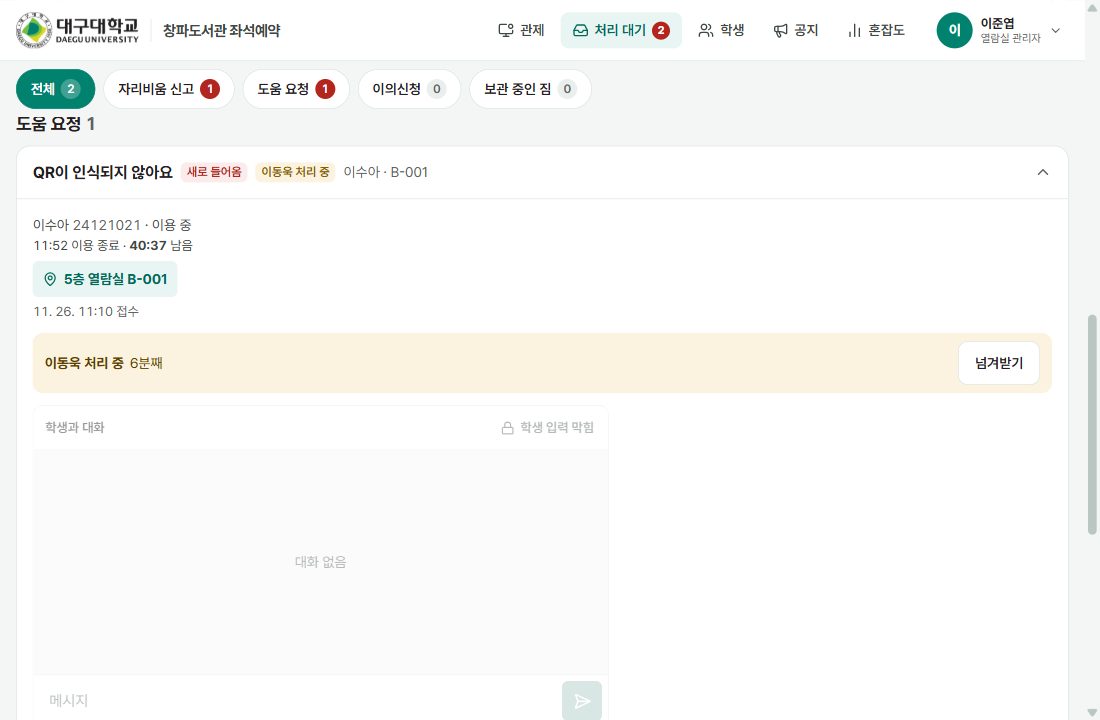 대구대학교
DAEGU UNIVERSITY
창파도서관 좌석예약
관제
처리 대기 2
학생
공지
혼잡도
이
이준엽
열람실 관리자
전체 2
자리비움 신고 1
도움 요청 1
이의신청 0
보관 중인 짐 0
도움 요청 1
QR이 인식되지 않아요 새로 들어옴 이동욱 처리 중 이수아 · B-001
이수아 24121021 · 이용 중
11:52 이용 종료 · 40:37 남음
5층 열람실 B-001
11. 26. 11:10 접수
이동욱 처리 중 6분째
넘겨받기
학생과 대화
학생 입력 막힘
대화 없음
메시지